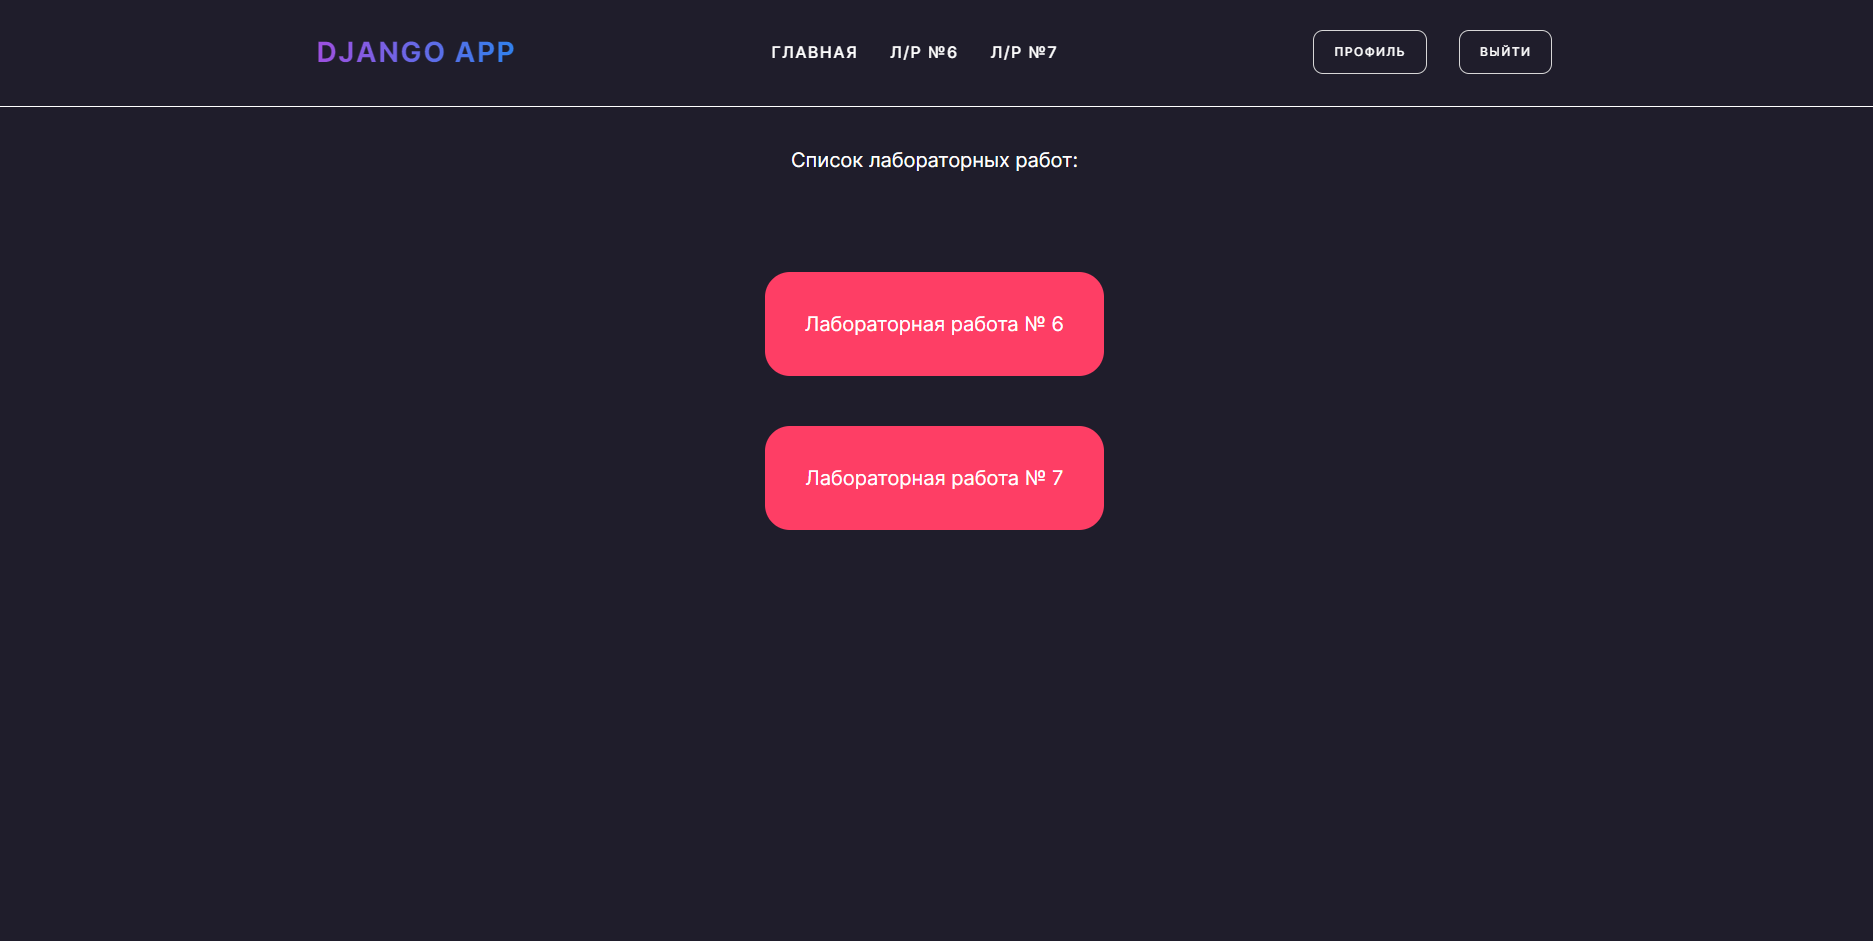 DJANGO APP
ГЛАВНАЯ Л/Р №6 Л/Р №7
ПРОФИЛЬ ВЫЙТИ
Список лабораторных работ:
Лабораторная работа № 6
Лабораторная работа № 7